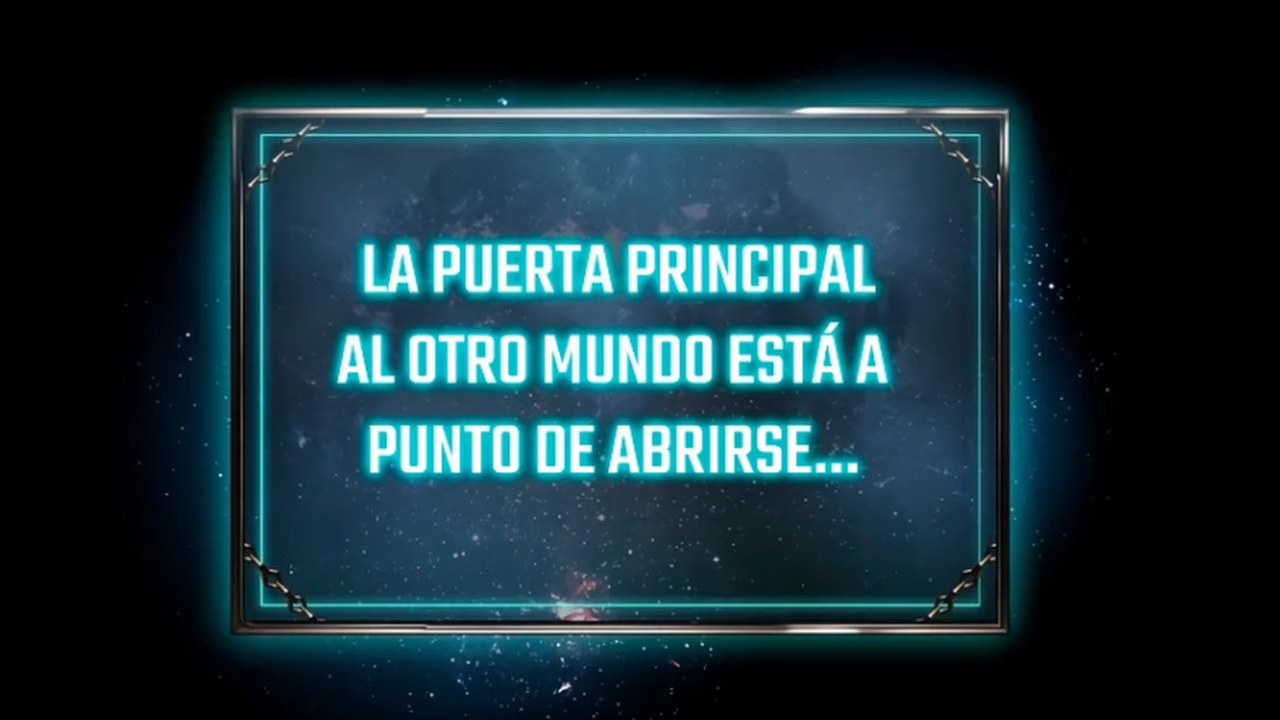 LA PUERTA PRINCIPAL
AL OTRO MUNDO ESTÁ A
PUNTO DE ABRIRSE...